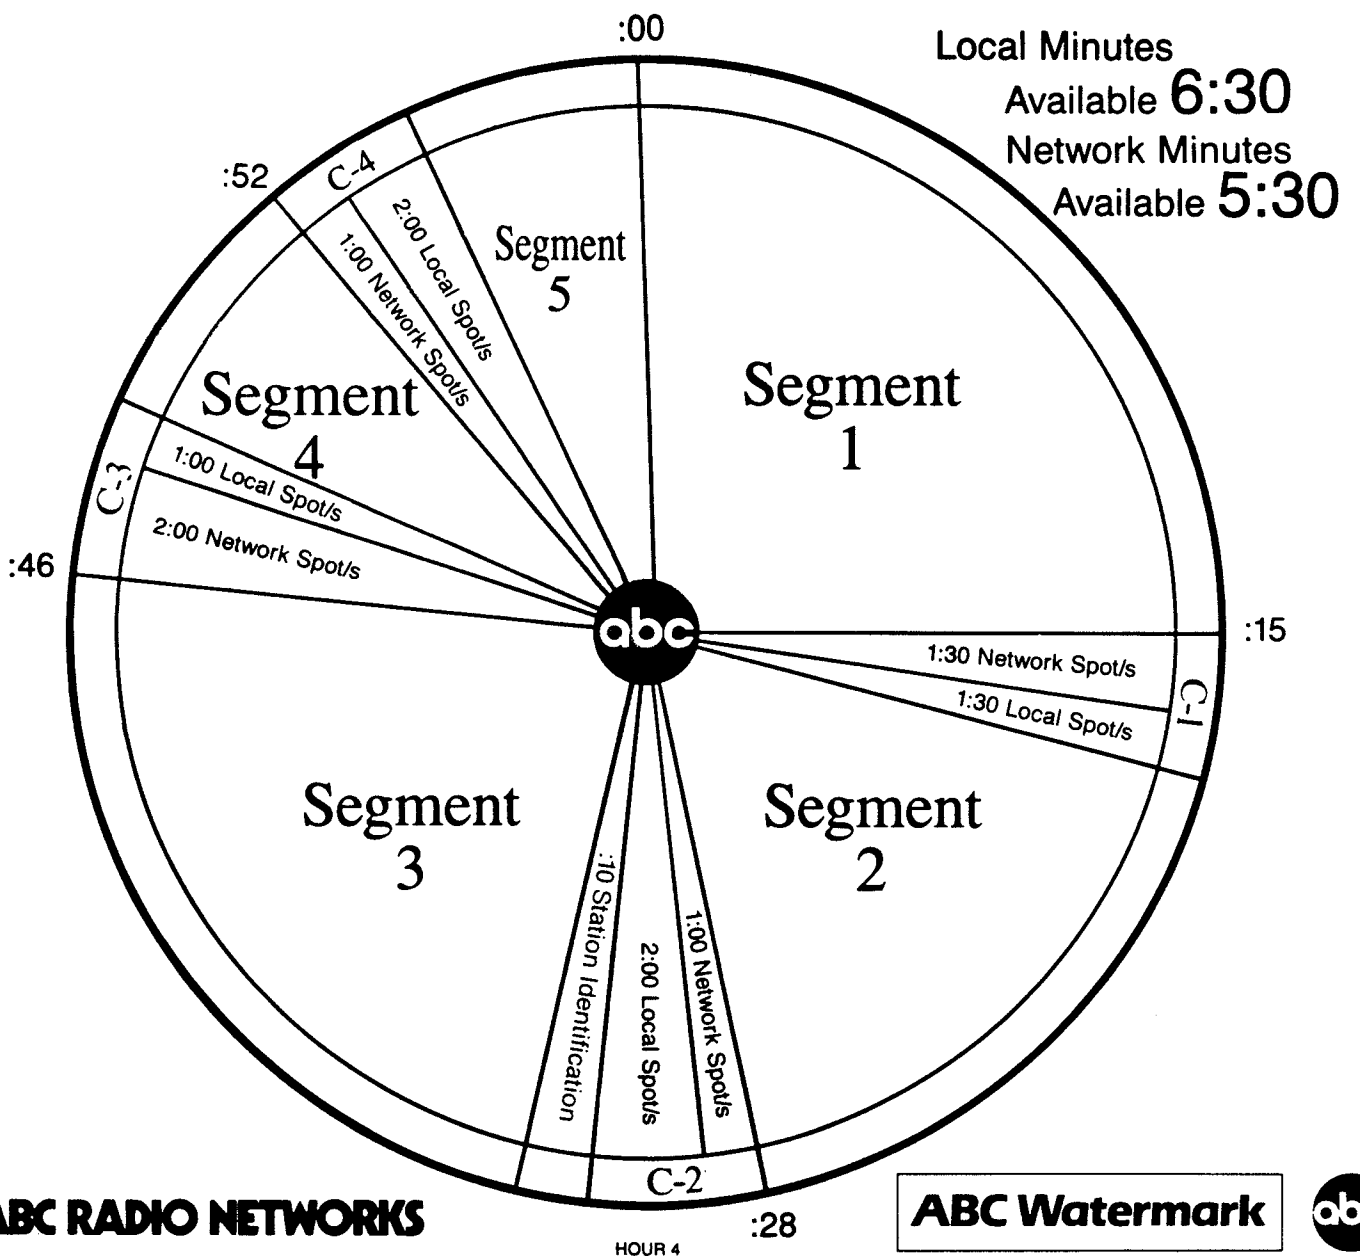 :00
Local Minutes
Available 6:30
Network Minutes
Available 5:30
:52
C-4
2:00 Local Spot/s
1:00 Network Spot/s
Segment
5
Segment
1
Segment
4
C-3
1:00 Local Spot/s
2:00 Network Spot/s
:46
abc
:15
1:30 Network Spot/s
1:30 Local Spot/s
C-1
Segment
3
Segment
2
:10 Station Identification
2:00 Local Spot/s
1:00 Network Spot/s
C-2
:28
ABC RADIO NETWORKS
HOUR 4
ABC Watermark
ab